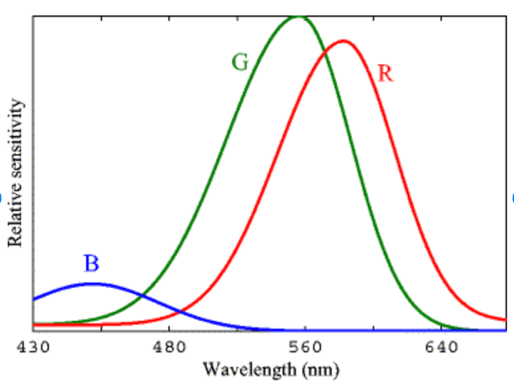 G
R
B
Relative sensitivity
430 480 560 640
Wavelength (nm)